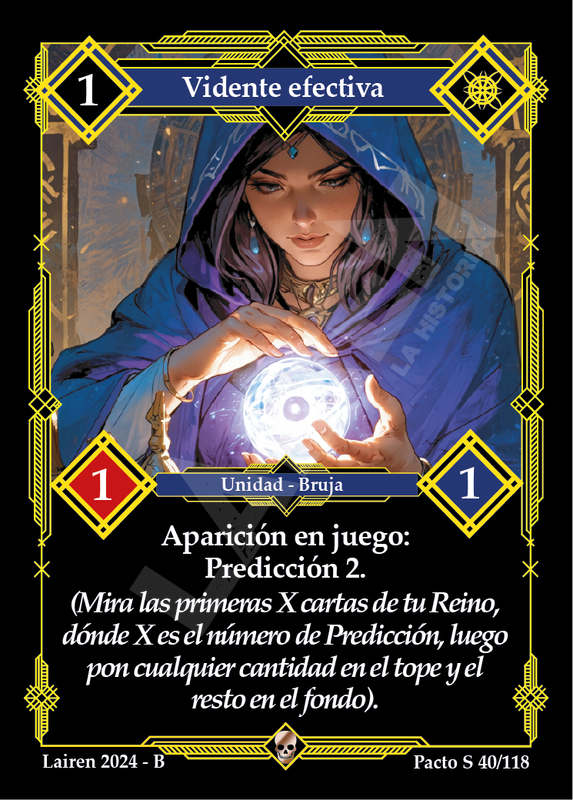 1
Vidente efectiva
LA HISTORI
1
Unidad - Bruja
1
Aparición en juego:
Predicción 2.
(Mira las primeras X cartas de tu Reino,
dónde X es el número de Predicción, luego
pon cualquier cantidad en el tope y el
resto en el fondo).
Lairen 2024 - B
Pacto S 40/118